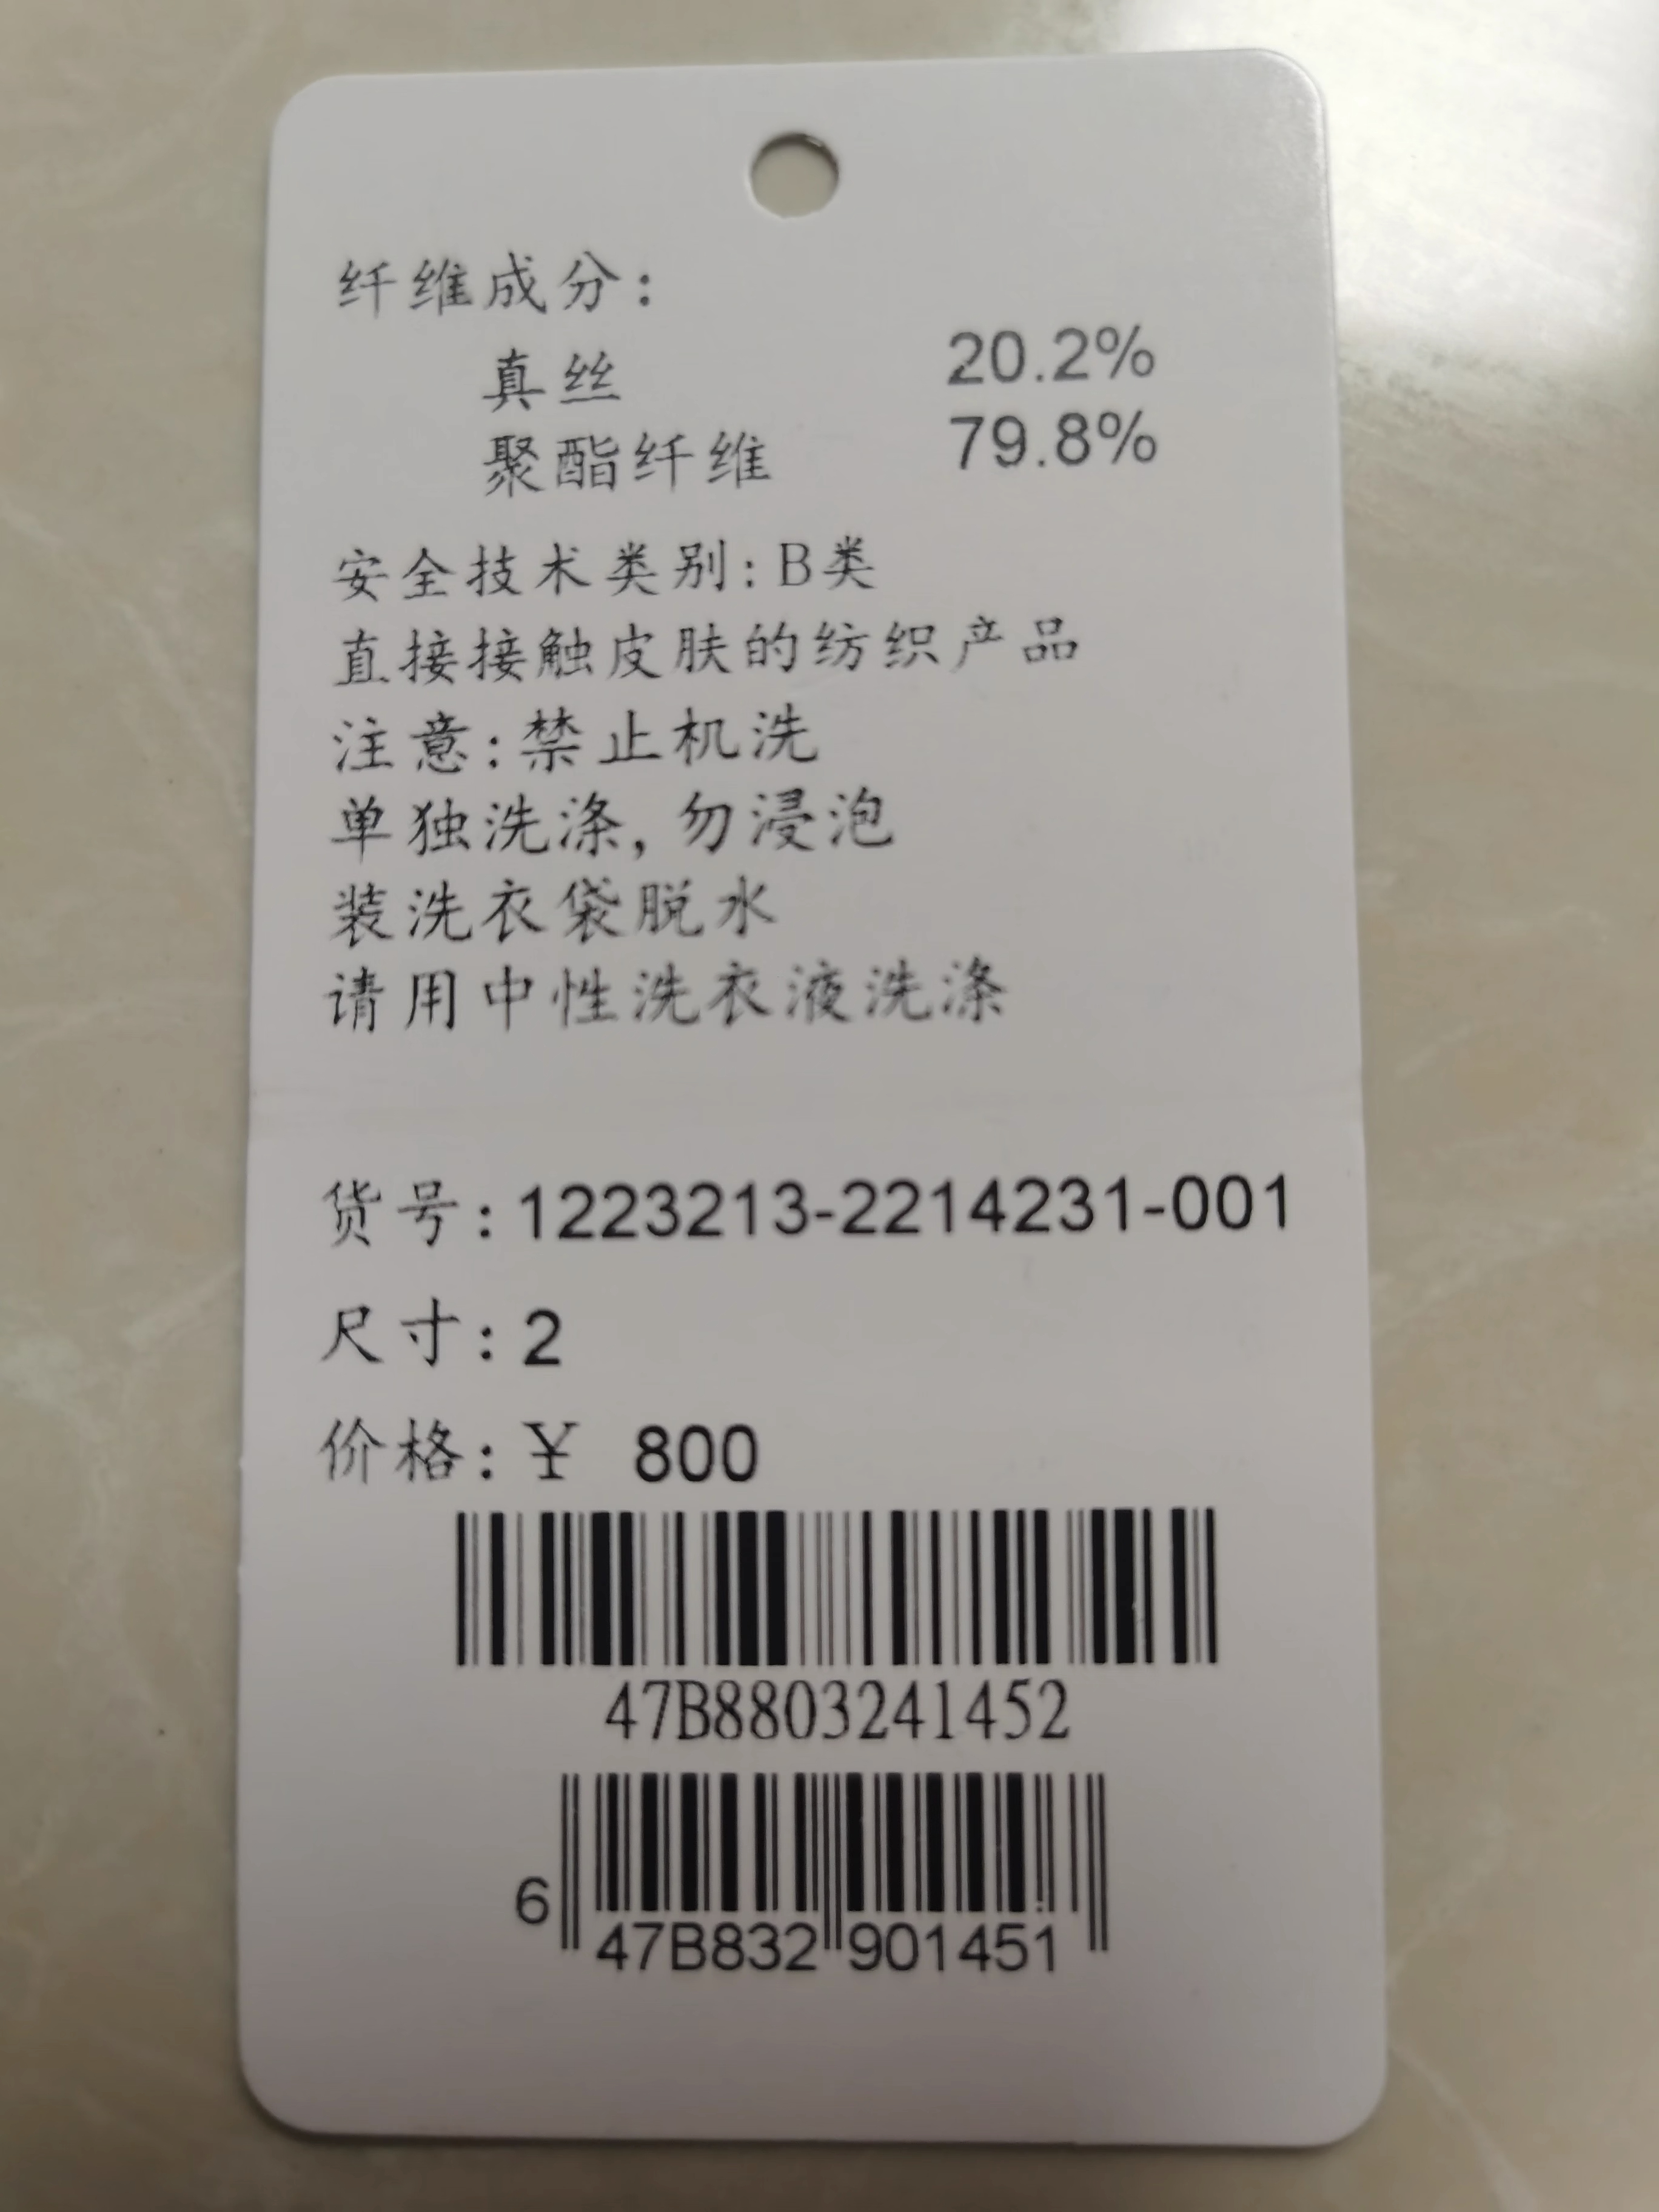 纤维成分:
真丝 20.2%
聚酯纤维 79.8%
安全技术类别:B类
直接接触皮肤的纺织产品
注意:禁止机洗
单独洗涤,勿浸泡
装洗衣袋脱水
请用中性洗衣液洗涤
货号:1223213-2214231-001
尺寸:2
价格:¥ 800
47B8803241452
6 47B832 901451